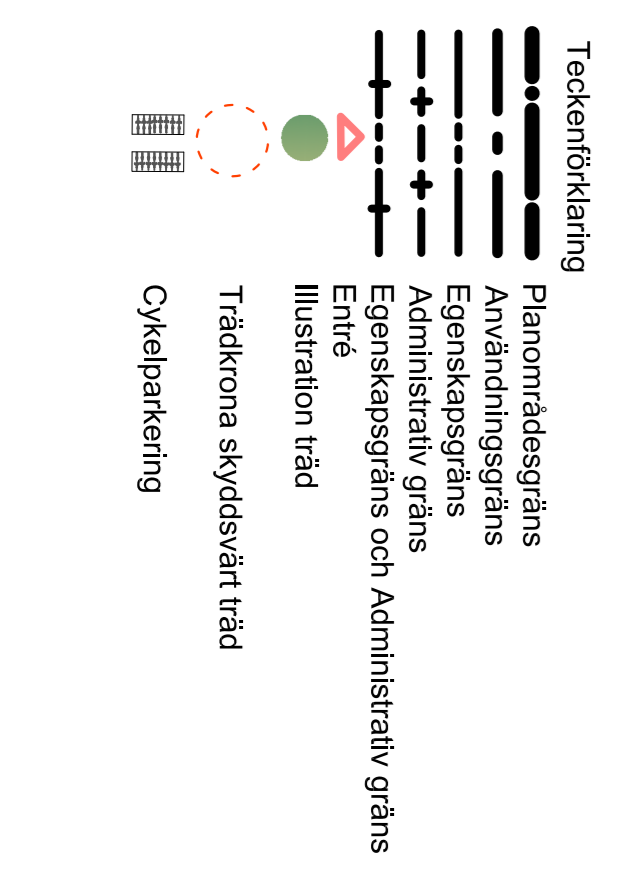 Teckenförklaring
Planområdesgräns
Användningsgräns
Egenskapsgräns
Administrativ gräns
Egenskapsgräns och Administrativ gräns
Entré
Illustration träd
Trädkrona skyddsvärt träd
Cykelparkering